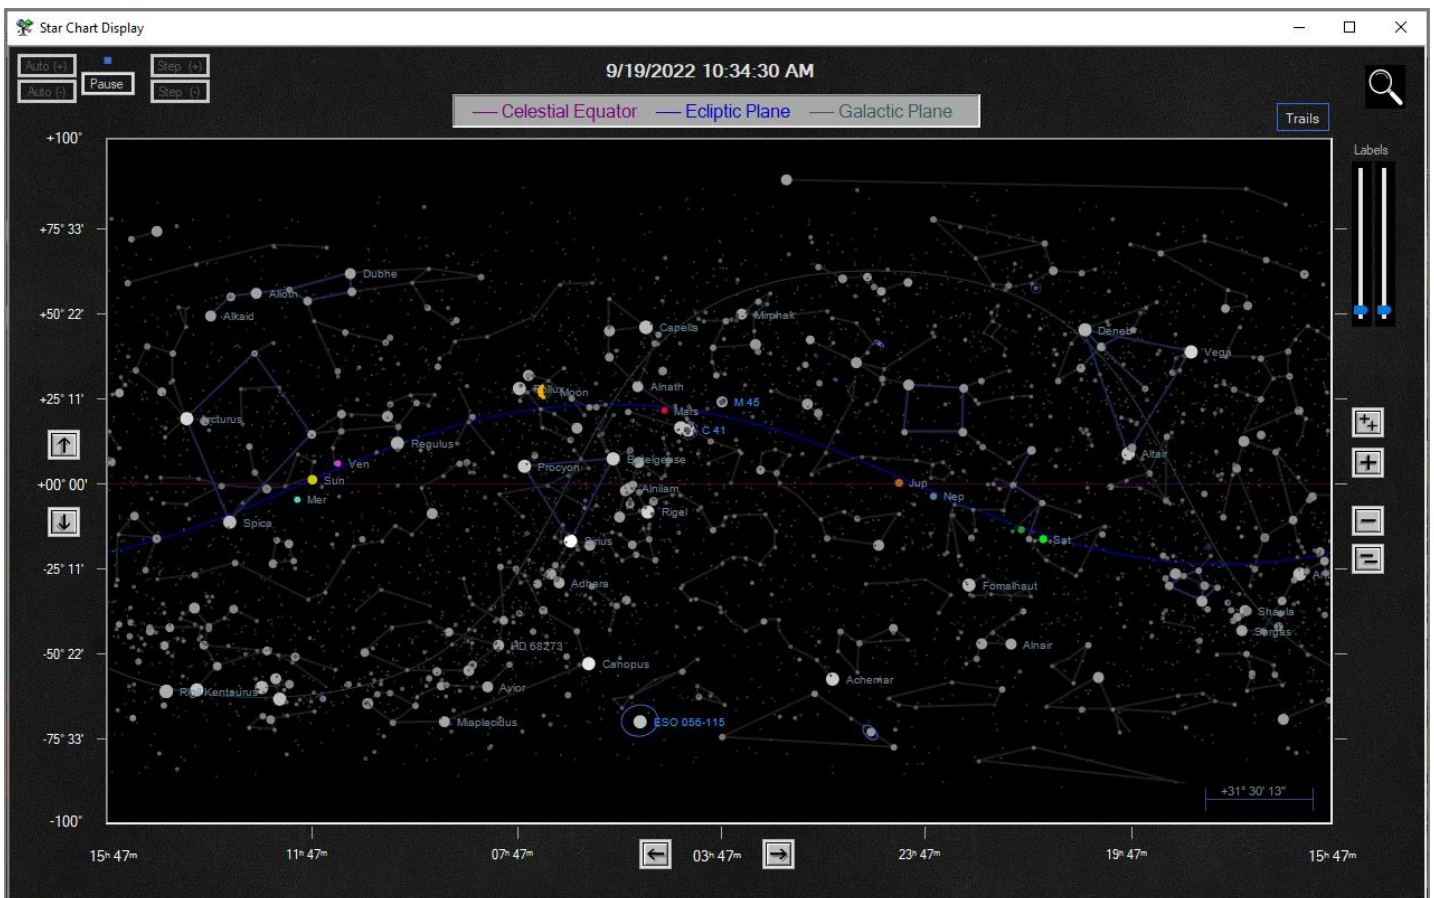 Star Chart Display
Auto (+)
Step (+)
Pause
Auto (-)
Step (-)
9/19/2022 10:34:30 AM
Celestial Equator
Ecliptic Plane
Galactic Plane
Trails
Labels
+100°
+75° 33'
+50° 22'
+25° 11'
+00° 00'
-25° 11'
-50° 22'
-75° 33'
-100°
Dubhe
Alioth
Alkaid
Capella
Mirphak
Deneb
Vega
Pollux
Moon
Alnath
M 45
Mars
Arcturus
C 41
Regulus
Altair
Ven
Procyon
Betelgeuse
Sun
Jup
Mer
Alnilam
Nep
Spica
Rigel
Sirius
Sat
Adhara
Fomalhaut
Shaula
Sargas
HD 68273
Alnair
Canopus
Avior
Achernar
Rigil Kentaurus
Miaplacidus
ESO 056-115
+31° 30' 13"
15h 47m
11h 47m
07h 47m
03h 47m
23h 47m
19h 47m
15h 47m